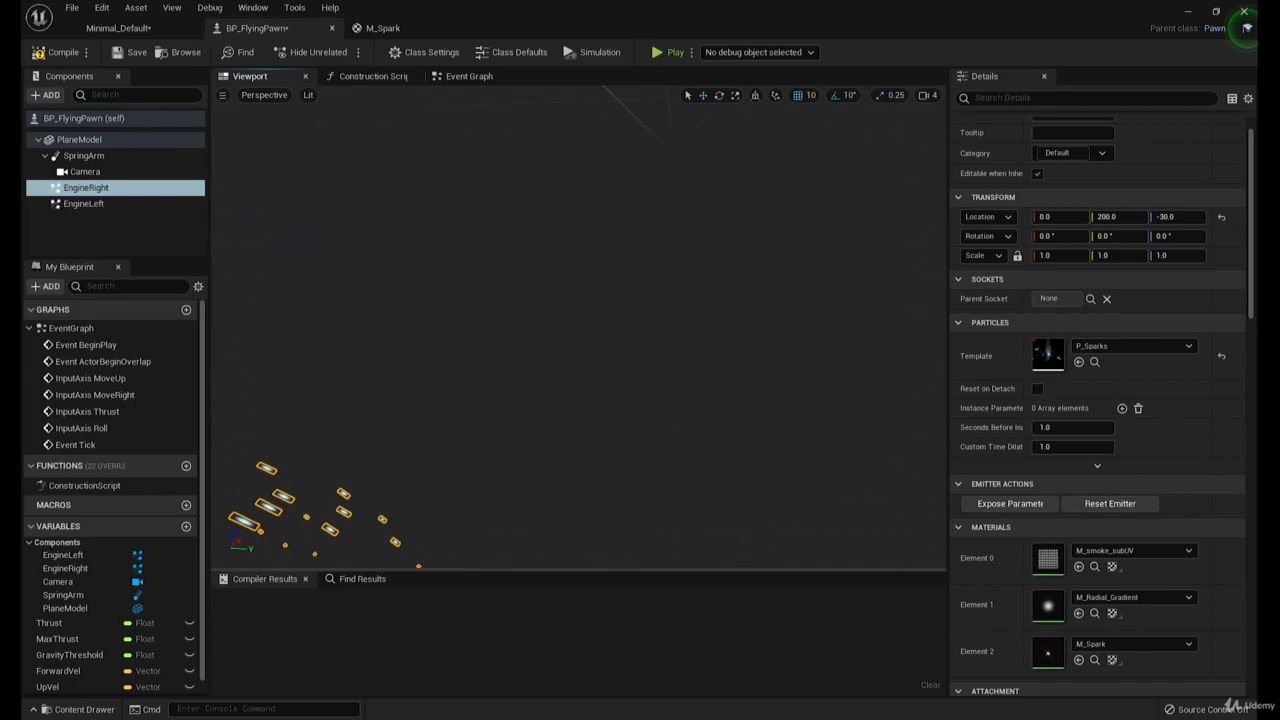 File Edit Asset View Debug Window Tools Help
Minimal_Default* BP_FlyingPawn* M_Spark Parent class: Pawn
Compile Save Browse Find Hide Unrelated Class Settings Class Defaults Simulation Play No debug object selected
Components Viewport Construction Scrip Event Graph Details
ADD Search Perspective Lit 10 10° 0.25 4 Search Details
BP_FlyingPawn (self)
PlaneModel
SpringArm
Camera
EngineRight
EngineLeft
My Blueprint
ADD Search
GRAPHS
EventGraph
Event BeginPlay
Event ActorBeginOverlap
InputAxis MoveUp
InputAxis MoveRight
InputAxis Thrust
InputAxis Roll
Event Tick
FUNCTIONS (22 OVERRI
ConstructionScript
MACROS
VARIABLES
Components
EngineLeft
EngineRight
Camera
SpringArm
PlaneModel
Thrust Float
MaxThrust Float
GravityThreshold Float
ForwardVel Vector
UpVel Vector
Y
Compiler Results Find Results
Clear
Tooltip
Category Default
Editable when Inhe
TRANSFORM
Location 0.0 200.0 -30.0
Rotation 0.0° 0.0° 0.0°
Scale 1.0 1.0 1.0
SOCKETS
Parent Socket None
PARTICLES
Template P_Sparks
Reset on Detach
Instance Paramete 0 Array elements
Seconds Before Ina 1.0
Custom Time Dilat 1.0
EMITTER ACTIONS
Expose Paramete Reset Emitter
MATERIALS
Element 0 M_smoke_subUV
Element 1 M_Radial_Gradient
Element 2 M_Spark
ATTACHMENT
Content Drawer Cmd Enter Console Command Source Control Off
Udemy